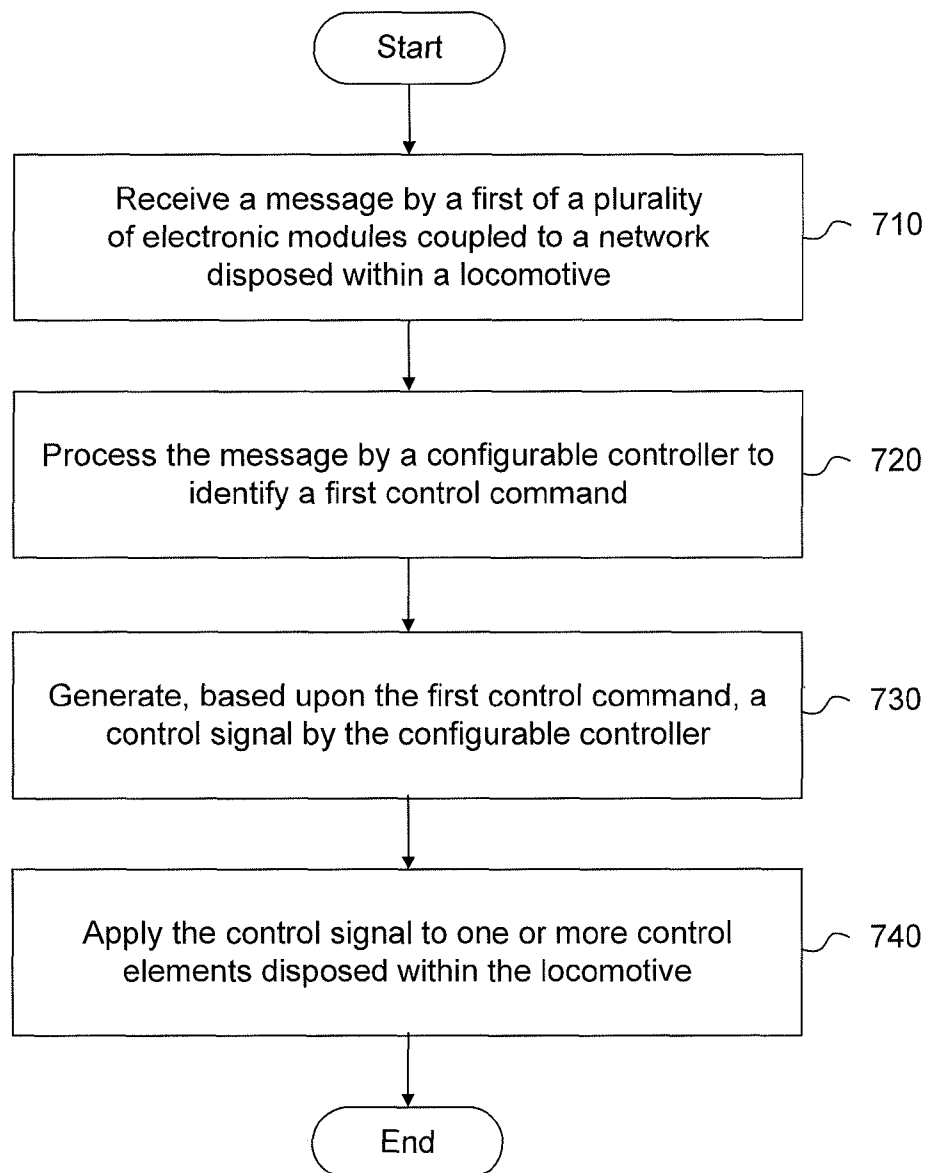 Start
Receive a message by a first of a plurality
of electronic modules coupled to a network
disposed within a locomotive
710
Process the message by a configurable controller to
identify a first control command
720
Generate, based upon the first control command, a
control signal by the configurable controller
730
Apply the control signal to one or more control
elements disposed within the locomotive
740
End